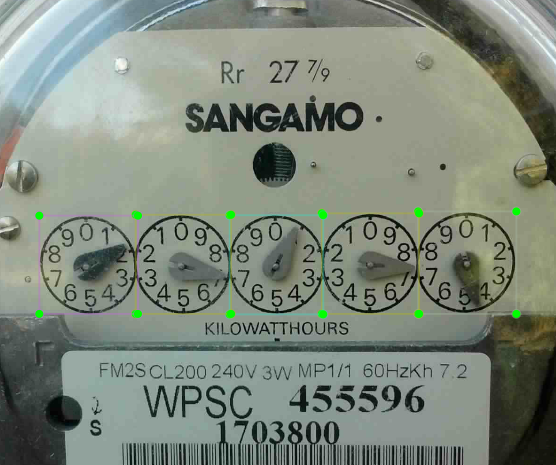 Rr 27 7/9
SANGAMO
0 1 2 3 4 5 6 7 8 9
0 9 8 7 6 5 4 3 2 1
0 1 2 3 4 5 6 7 8 9
0 9 8 7 6 5 4 3 2 1
0 1 2 3 4 5 6 7 8 9
KILOWATTHOURS
FM2S CL200 240V 3W MP1/1 60Hz Kh 7.2
WPSC 455596
S 1703800